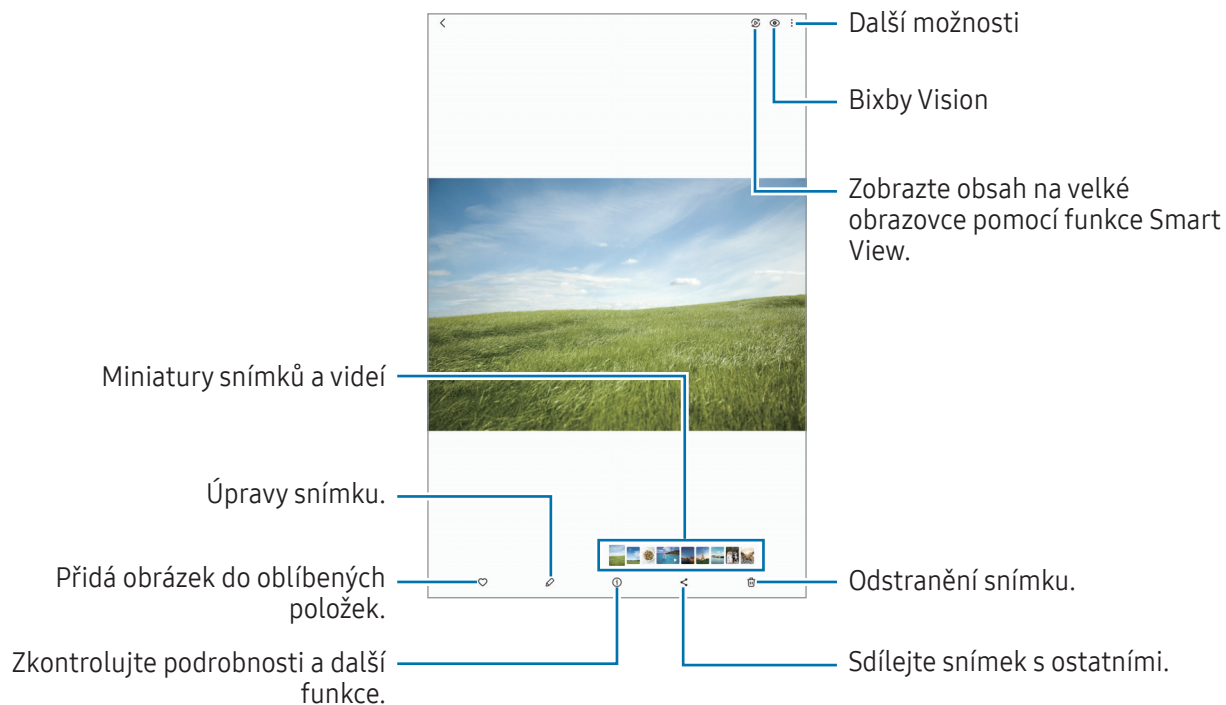 Další možnosti
Bixby Vision
Zobrazte obsah na velké
obrazovce pomocí funkce Smart
View.
Miniatury snímků a videí
Úpravy snímku.
Přidá obrázek do oblíbených
položek.
Odstranění snímku.
Zkontrolujte podrobnosti a další
funkce.
Sdílejte snímek s ostatními.